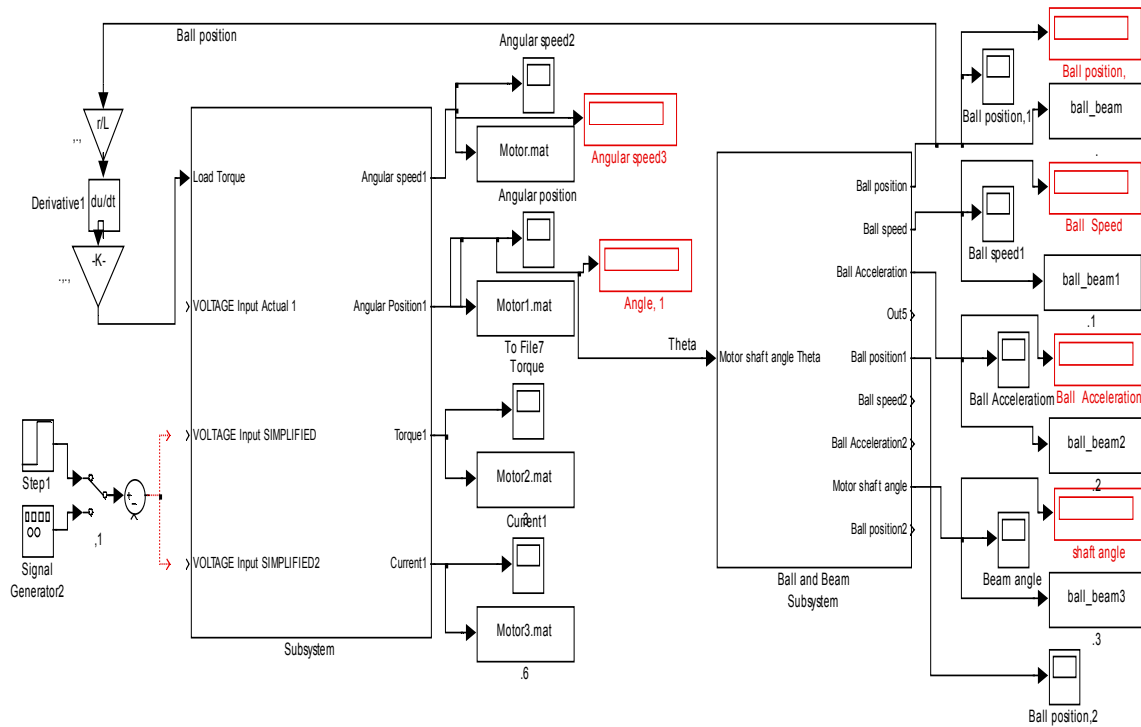 Ball position
Angular speed2
r/L
,.,
du/dt
Derivative1
-K-
,.,.,
Load Torque
VOLTAGE Input Actual 1
VOLTAGE Input SIMPLIFIED
VOLTAGE Input SIMPLIFIED2
Angular speed1
Angular Position1
Torque1
Current1
Subsystem
Step1
Signal
Generator2
,1
+
-
Motor.mat
Angular speed3
Angular position
Motor1.mat
To File7
Torque
Angle, 1
Motor2.mat
Current1
Motor3.mat
.6
Theta
Motor shaft angle Theta
Ball position
Ball speed
Ball Acceleration
Out5
Ball position1
Ball speed2
Ball Acceleration2
Motor shaft angle
Ball position2
Ball and Beam
Subsystem
Ball position,
Ball position,1
ball_beam
.
Ball Speed
Ball speed1
ball_beam1
.1
Ball Accelerationm
Ball Acceleration
ball_beam2
.2
Beam angle
shaft angle
ball_beam3
.3
Ball position,2